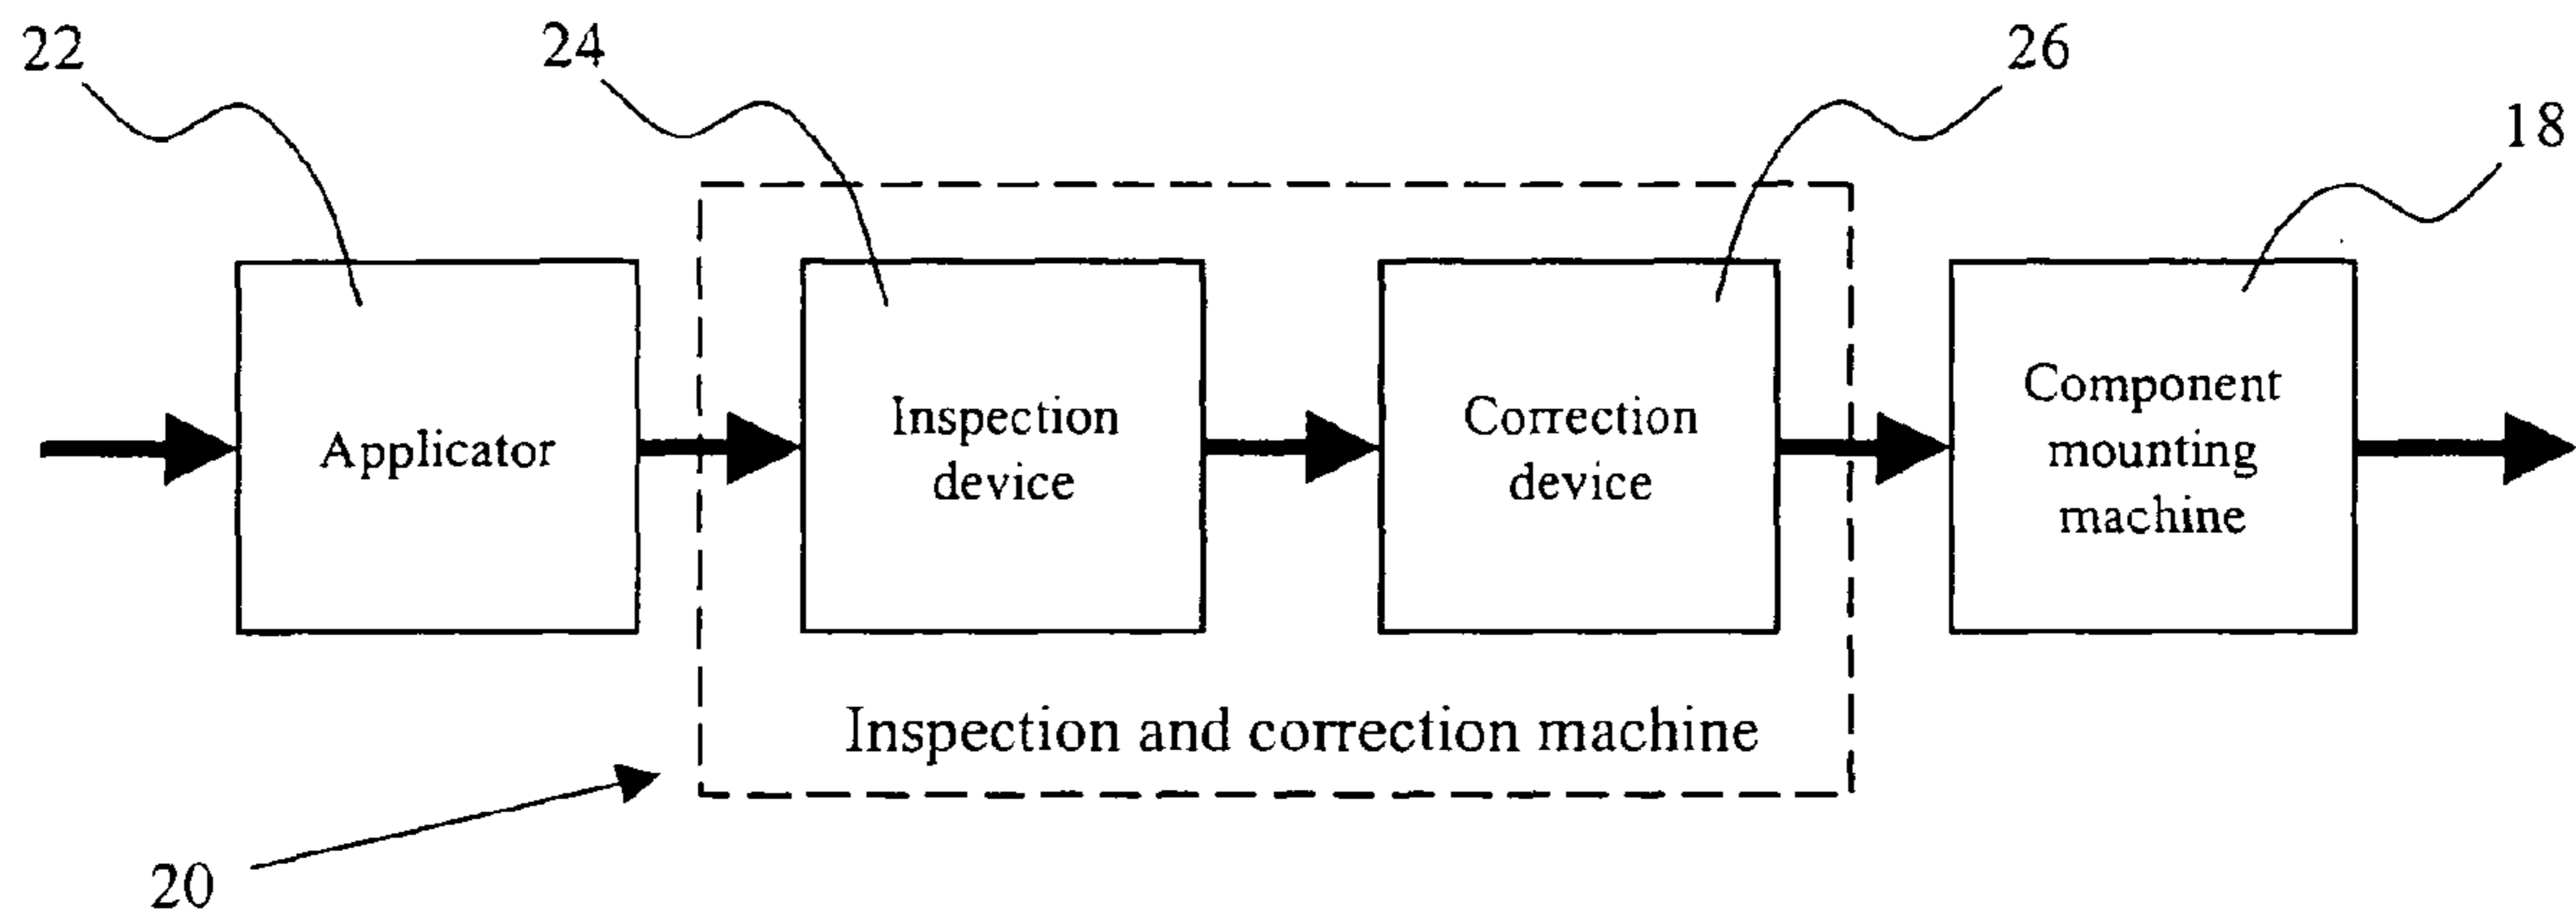 22
24
26
18
Applicator
Inspection
device
Correction
device
Component
mounting
machine
Inspection and correction machine
20